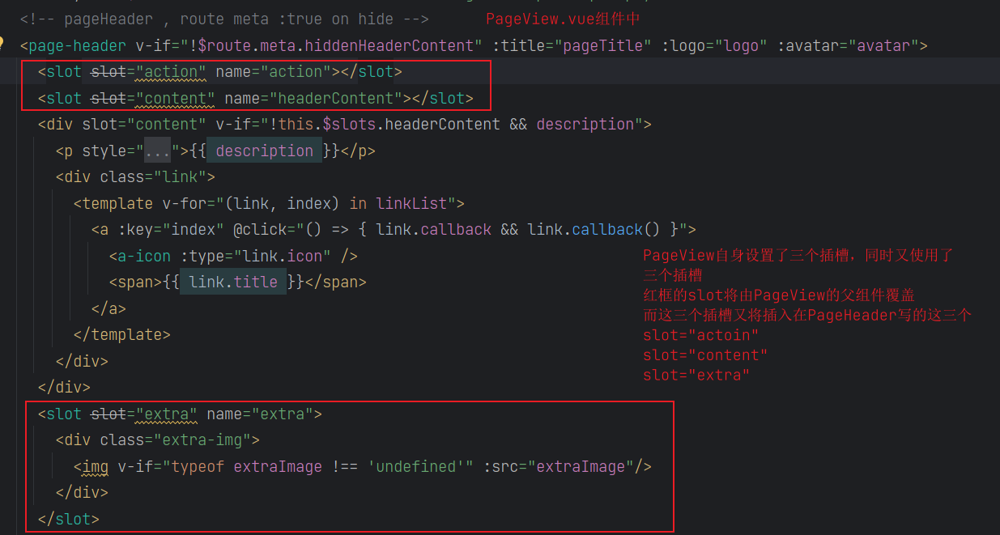 <!-- pageHeader , route meta :true on hide --> PageView.vue组件中
<page-header v-if="!$route.meta.hiddenHeaderContent" :title="pageTitle" :logo="logo" :avatar="avatar">
<slot slot="action" name="action"></slot>
<slot slot="content" name="headerContent"></slot>
<div slot="content" v-if="!this.$slots.headerContent && description">
<p style="...">{{ description }}</p>
<div class="link">
<template v-for="(link, index) in linkList">
<a :key="index" @click="() => { link.callback && link.callback() }">
<a-icon :type="link.icon" />
<span>{{ link.title }}</span>
</a>
</template>
</div>
</div>
PageView自身设置了三个插槽，同时又使用了
三个插槽
红框的slot将由PageView的父组件覆盖
而这三个插槽又将插入在PageHeader写的这三个
slot="actoin"
slot="content"
slot="extra"
<slot slot="extra" name="extra">
<div class="extra-img">
<img v-if="typeof extraImage !== 'undefined'" :src="extraImage"/>
</div>
</slot>